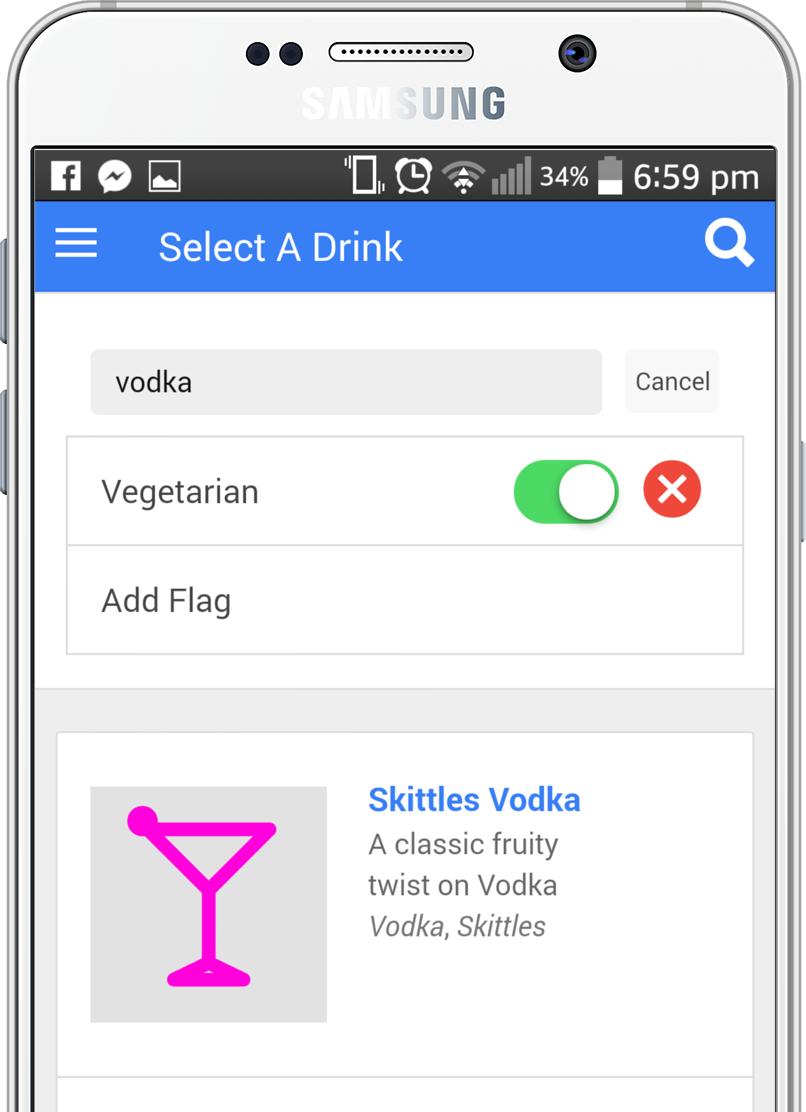 SAMSUNG
34% 6:59 pm
Select A Drink
vodka
Cancel
Vegetarian
Add Flag
Skittles Vodka
A classic fruity
twist on Vodka
Vodka, Skittles